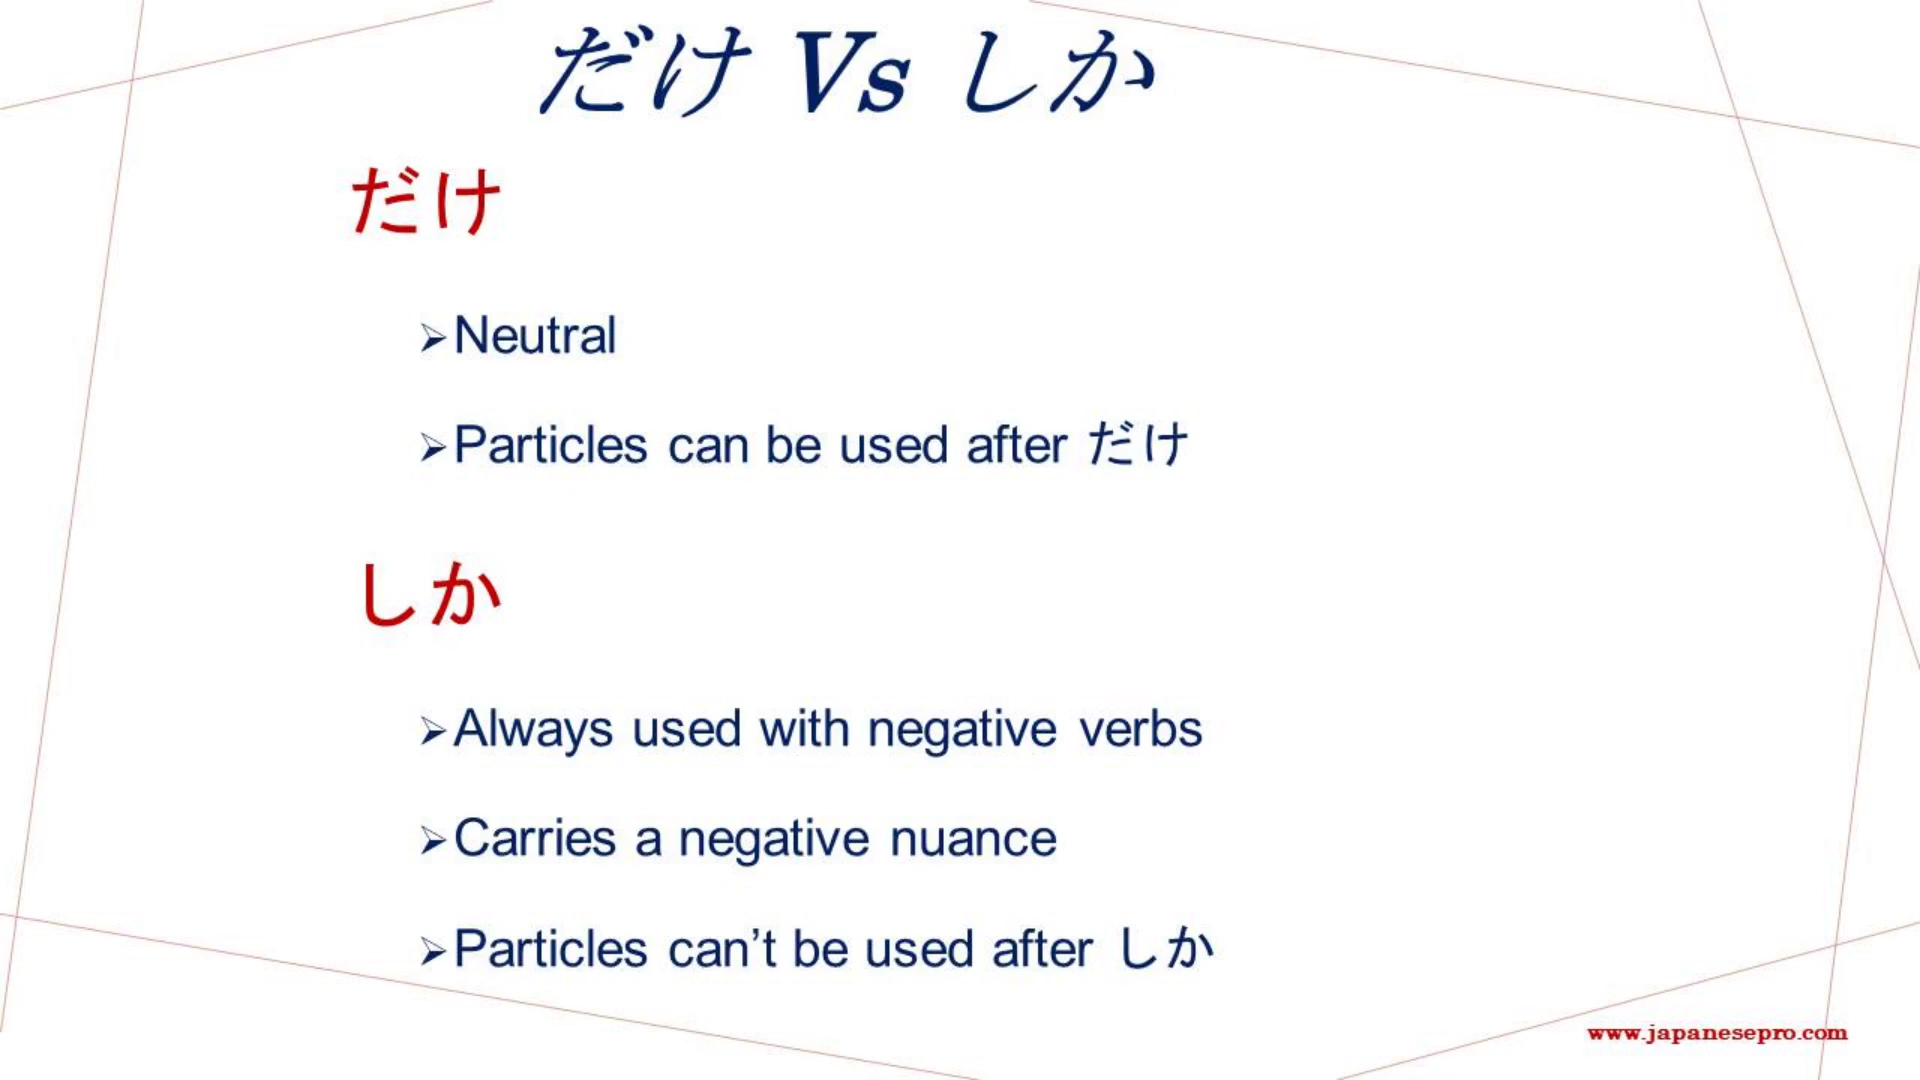 だけ Vs しか
だけ
➢Neutral
➢Particles can be used after だけ
しか
➢Always used with negative verbs
➢Carries a negative nuance
➢Particles can’t be used after しか
www.japanesepro.com